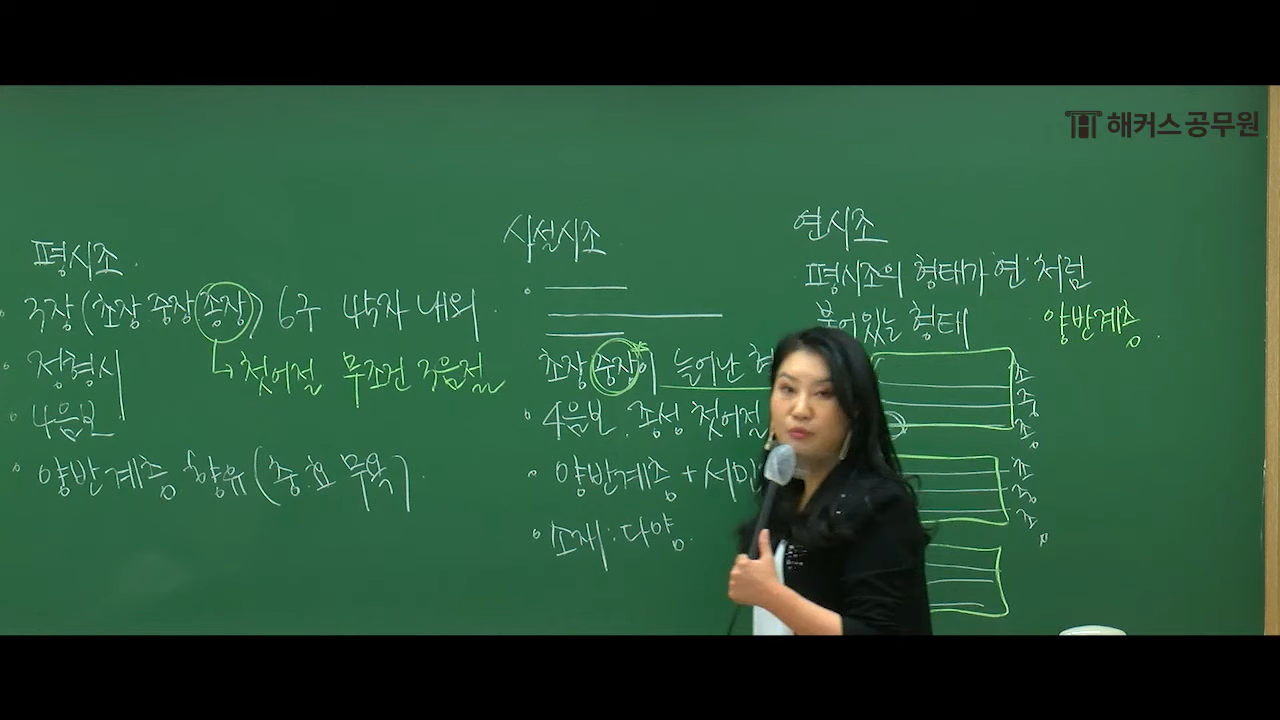 해커스 공무원
평시조
3장(초장 중장 종장) 6구 45자 내외
↳ 첫어절 무조건 3음절
정형시
4음보
양반계층 향유(충.효 무욕)
사설시조
초장 중장이 늘어난 형
4음보. 종성 첫어절
양반계층 + 서민
소재 : 다양
연시조
평시조의 형태가 '연'처럼
붙어있는 형태
양반계층
초
중
종
초
중
종